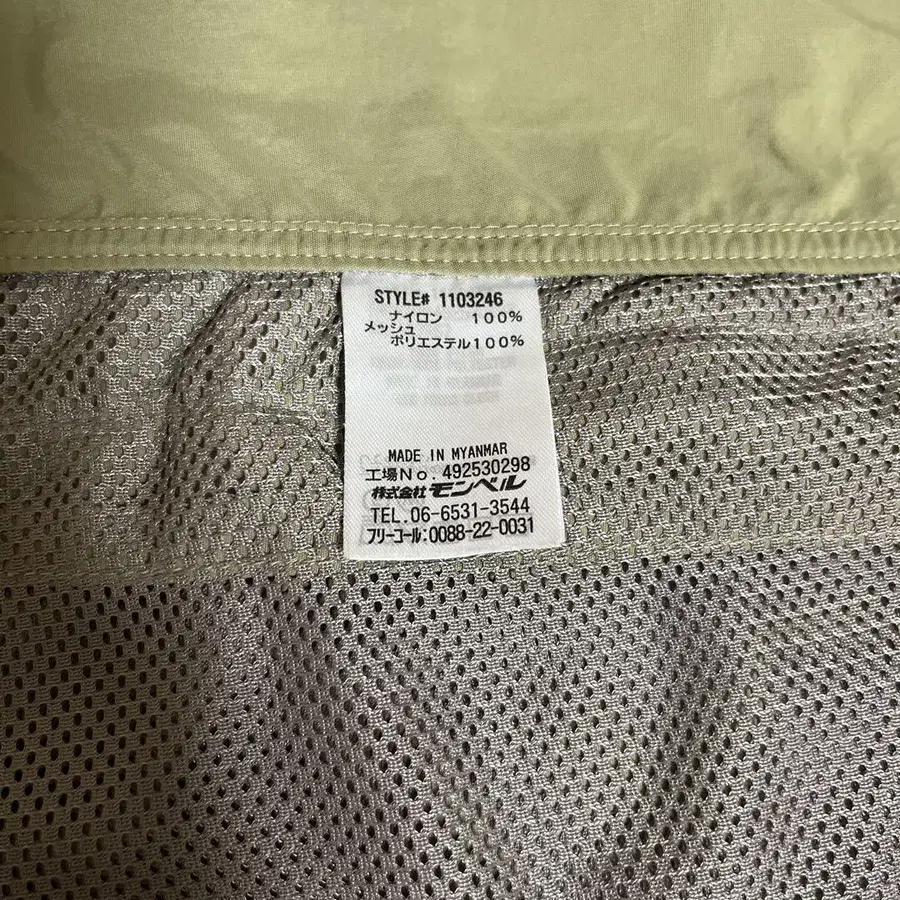 STYLE# 1103246
ナイロン 100%
メッシュ
ポリエステル100%
MADE IN MYANMAR
工場No. 492530298
株式会社 モンベル
TEL.06-6531-3544
フリーコール:0088-22-0031